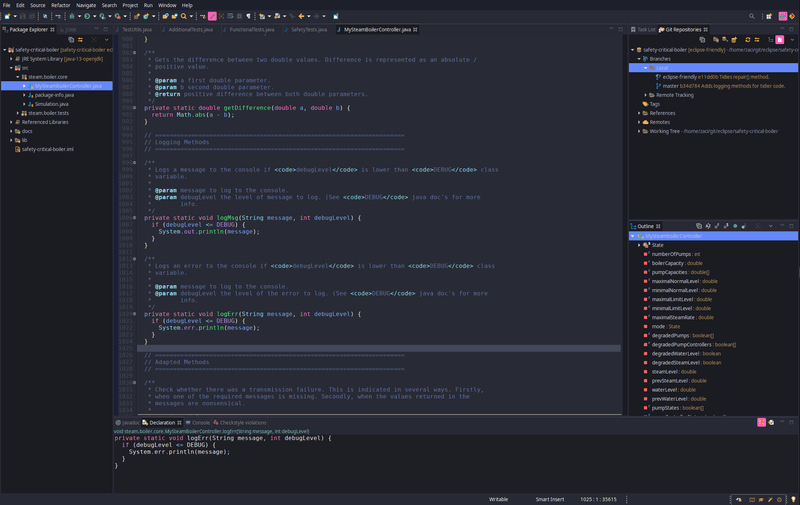 File Edit Source Refactor Navigate Search Project Run Window Help
Package Explorer
safety-critical-boiler [safety-critical-boiler ecl
JRE System Library [java-13-openjdk]
src
steam.boiler.core
MySteamBoilerController.java
package-info.java
Simulation.java
steam.boiler.tests
Referenced Libraries
docs
lib
safety-critical-boiler.iml
TestUtils.java AdditionalTests.java FunctionalTests.java SafetyTests.java MySteamBoilerController.java
}
/**
* Gets the difference between two double values. Difference is represented as an absolute /
* positive value.
*
* @param a first double parameter.
* @param b second double parameter.
* @return positive difference between both double parameters.
*/
private static double getDifference(double a, double b) {
return Math.abs(a - b);
}
// ======================================================================
// Logging Methods
// ======================================================================
/**
* Logs a message to the console if <code>debugLevel</code> is lower than <code>DEBUG</code> class
* variable.
*
* @param message to log to the console.
* @param debugLevel the level of message to log. (See <code>DEBUG</code> java doc's for more
* info.
*/
private static void logMsg(String message, int debugLevel) {
if (debugLevel <= DEBUG) {
System.out.println(message);
}
}
/**
* Logs an error to the console if <code>debugLevel</code> is lower than <code>DEBUG</code> class
* variable.
*
* @param message to log to the console.
* @param debugLevel the level of the error to log. (See <code>DEBUG</code> java doc's for more
* info.
*/
private static void logErr(String message, int debugLevel) {
if (debugLevel <= DEBUG) {
System.err.println(message);
}
}
// ======================================================================
// Adapted Methods
// ======================================================================
/**
* Check whether there was a transmission failure. This is indicated in several ways. Firstly,
* when one of the required messages is missing. Secondly, when the values returned in the
* messages are nonsensical.
*
Task List Git Repositories
safety-critical-boiler [eclipse-friendly] - /home/zaci/git/eclipse/safety-critical-boiler
Branches
Local
eclipse-friendly e11dd0b Tidies repair() method.
master b34d784 Adds logging methods for tidier code.
Remote Tracking
Tags
References
Remotes
Working Tree - /home/zaci/git/eclipse/safety-critical-boiler
Outline
MySteamBoilerController
State
numberOfPumps : int
boilerCapacity : double
pumpCapacities : double[]
maximalNormalLevel : double
minimalNormalLevel : double
maximalLimitLevel : double
minimalLimitLevel : double
maximalSteamRate : double
mode : State
degradedPumps : boolean[]
degradedPumpControllers : boolean[]
degradedWaterLevel : boolean
degradedSteamLevel : boolean
steamLevel : double
prevSteamLevel : double
waterLevel : double
prevWaterLevel : double
pumpStates : boolean[]
Javadoc Declaration Console Checkstyle violations
void steam.boiler.core.MySteamBoilerController.logErr(String message, int debugLevel)
private static void logErr(String message, int debugLevel) {
if (debugLevel <= DEBUG) {
System.err.println(message);
}
}
Writable Smart Insert 1025 : 1 : 35615